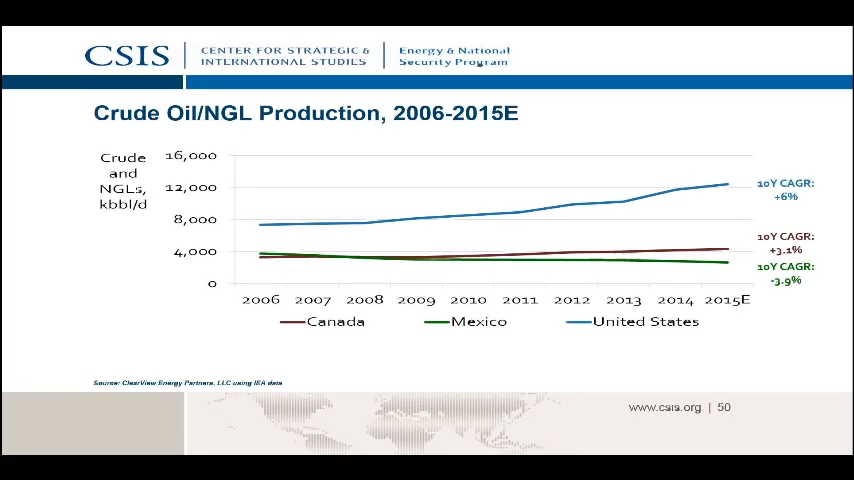 CSIS
CENTER FOR STRATEGIC &
INTERNATIONAL STUDIES
Energy & National
Security Program
Crude Oil/NGL Production, 2006-2015E
Crude
and
NGLs,
kbbl/d
16,000
12,000
8,000
4,000
0
2006 2007 2008 2009 2010 2011 2012 2013 2014 2015E
10Y CAGR:
+6%
10Y CAGR:
+3.1%
10Y CAGR:
-3.9%
Canada Mexico United States
Source: ClearView Energy Partners, LLC using IEA data
www.csis.org | 50